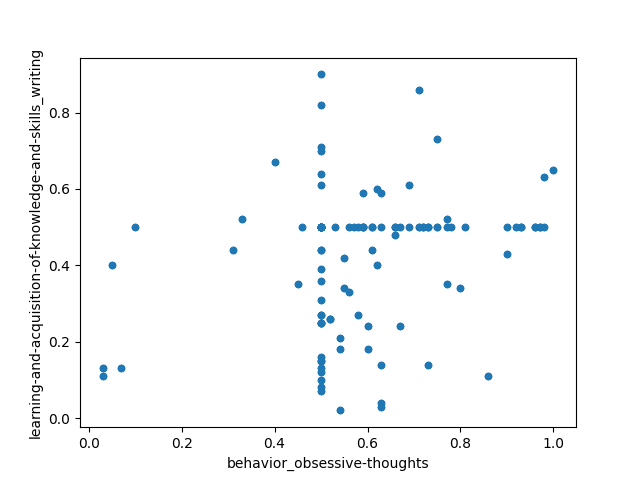 learning-and-acquisition-of-knowledge-and-skills_writing
0.8
0.6
0.4
0.2
0.0
0.0 0.2 0.4 0.6 0.8 1.0
behavior_obsessive-thoughts